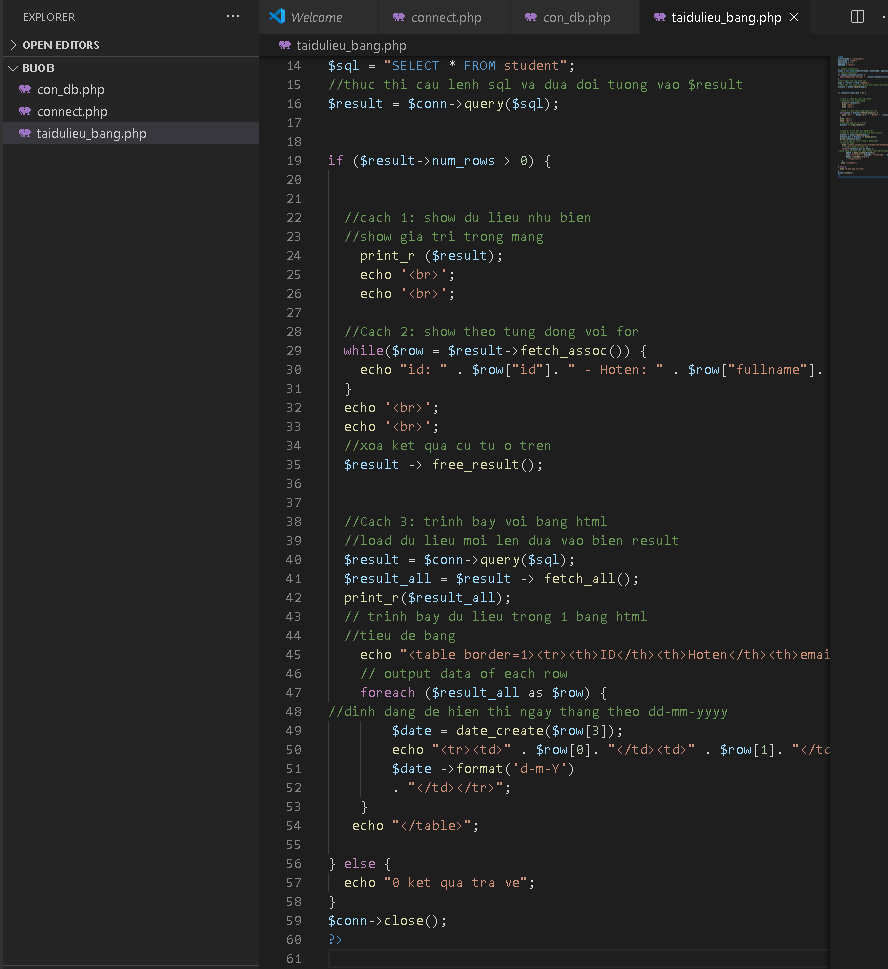 EXPLORER
OPEN EDITORS
BUOB
con_db.php
connect.php
taidulieu_bang.php
Welcome
connect.php
con_db.php
taidulieu_bang.php
taidulieu_bang.php
14 $sql = "SELECT * FROM student";
15 //thuc thi cau lenh sql va dua doi tuong vao $result
16 $result = $conn->query($sql);
17
18
19 if ($result->num_rows > 0) {
20
21
22 //cach 1: show du lieu nhu bien
23 //show gia tri trong mang
24 print_r ($result);
25 echo '<br>';
26 echo '<br>';
27
28 //Cach 2: show theo tung dong voi for
29 while($row = $result->fetch_assoc()) {
30 echo "id: " . $row["id"]. " - Hoten: " . $row["fullname"].
31 }
32 echo '<br>';
33 echo '<br>';
34 //xoa ket qua cu tu o tren
35 $result -> free_result();
36
37
38 //Cach 3: trinh bay voi bang html
39 //load du lieu moi len dua vao bien result
40 $result = $conn->query($sql);
41 $result_all = $result -> fetch_all();
42 print_r($result_all);
43 // trinh bay du lieu trong 1 bang html
44 //tieu de bang
45 echo "<table border=1><tr><th>ID</th><th>Hoten</th><th>emai
46 // output data of each row
47 foreach ($result_all as $row) {
48 //dinh dang de hien thi ngay thang theo dd-mm-yyyy
49 $date = date_create($row[3]);
50 echo "<tr><td>" . $row[0]. "</td><td>" . $row[1]. "</td
51 $date ->format('d-m-Y')
52 . "</td></tr>";
53 }
54 echo "</table>";
55
56 } else {
57 echo "0 ket qua tra ve";
58 }
59 $conn->close();
60 ?>
61